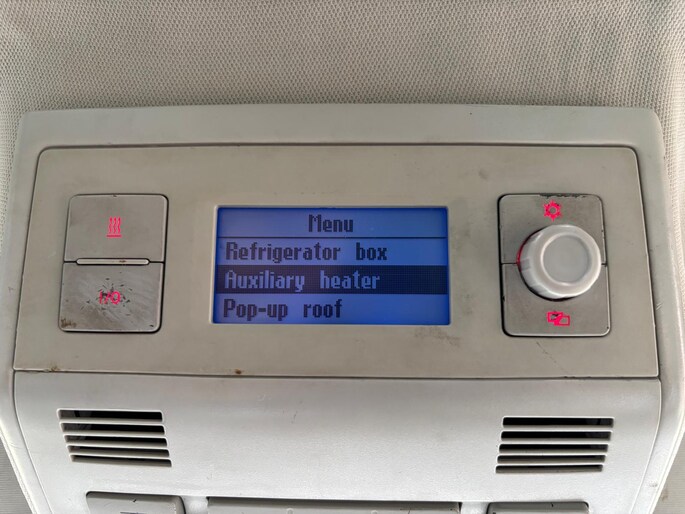 Menu
Refrigerator box
Auxiliary heater
Pop-up roof
I/O